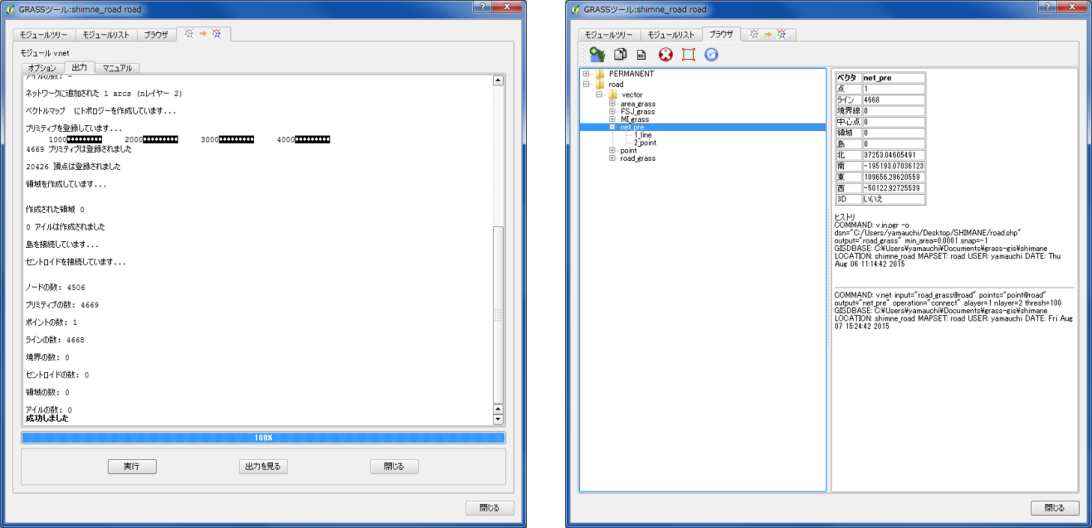 GRASSツール:shimne_road road
モジュールツリー モジュールリスト ブラウザ
モジュール v.net
オプション 出力 マニュアル
アイルの数: -
ネットワークに追加された 1 arcs (nレイヤー 2)
ベクトルマップ にトポロジーを作成しています...
プリミティブを登録しています...
1000 2000 3000 4000
4669 プリミティブは登録されました
20426 頂点は登録されました
領域を作成しています...
作成された領域 0
0 アイルは作成されました
島を接続しています...
セントロイドを接続しています...
ノードの数: 4506
プリミティブの数: 4669
ポイントの数: 1
ラインの数: 4668
境界の数: 0
セントロイドの数: 0
領域の数: 0
アイルの数: 0
成功しました
100%
実行 出力を見る 閉じる
閉じる
GRASSツール:shimne_road road
モジュールツリー モジュールリスト ブラウザ
PERMANENT
road
vector
area_grass
FSJ_grass
MI_grass
net_pre
1_line
2_point
point
road_grass
ベクタ net_pre
点 1
ライン 4668
境界線 0
中心点 0
領域 0
島 0
北 37253.04605491
南 -195193.07036123
東 109656.29620559
西 -50122.92725539
3D いいえ
ヒストリ
COMMAND: v.in.ogr -o
dsn="C:/Users/yamauchi/Desktop/SHIMANE/road.shp"
output="road_grass" min_area=0.0001 snap=-1
GISDBASE: C:¥Users¥yamauchi¥Documents¥grass-gis¥shimane
LOCATION: shimne_road MAPSET: road USER: yamauchi DATE: Thu
Aug 06 11:14:42 2015
COMMAND: v.net input="road_grass@road" points="point@road"
output="net_pre" operation="connect" alayer=1 nlayer=2 thresh=100
GISDBASE: C:¥Users¥yamauchi¥Documents¥grass-gis¥shimane
LOCATION: shimne_road MAPSET: road USER: yamauchi DATE: Fri Aug
07 15:24:42 2015
閉じる